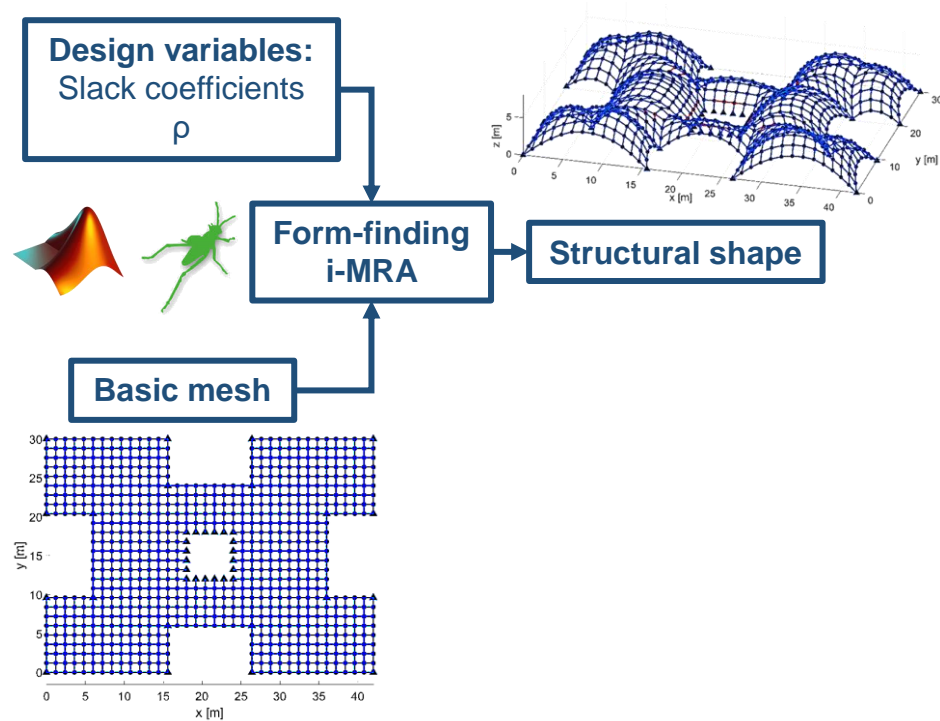 Design variables:
Slack coefficients
ρ
z [m]
5
0
0
5
10
15
20
25
30
35
40
x [m]
0
10
20
30
y [m]
Form-finding
i-MRA
Structural shape
Basic mesh
30
25
20
15
10
5
0
y [m]
0 5 10 15 20 25 30 35 40
x [m]